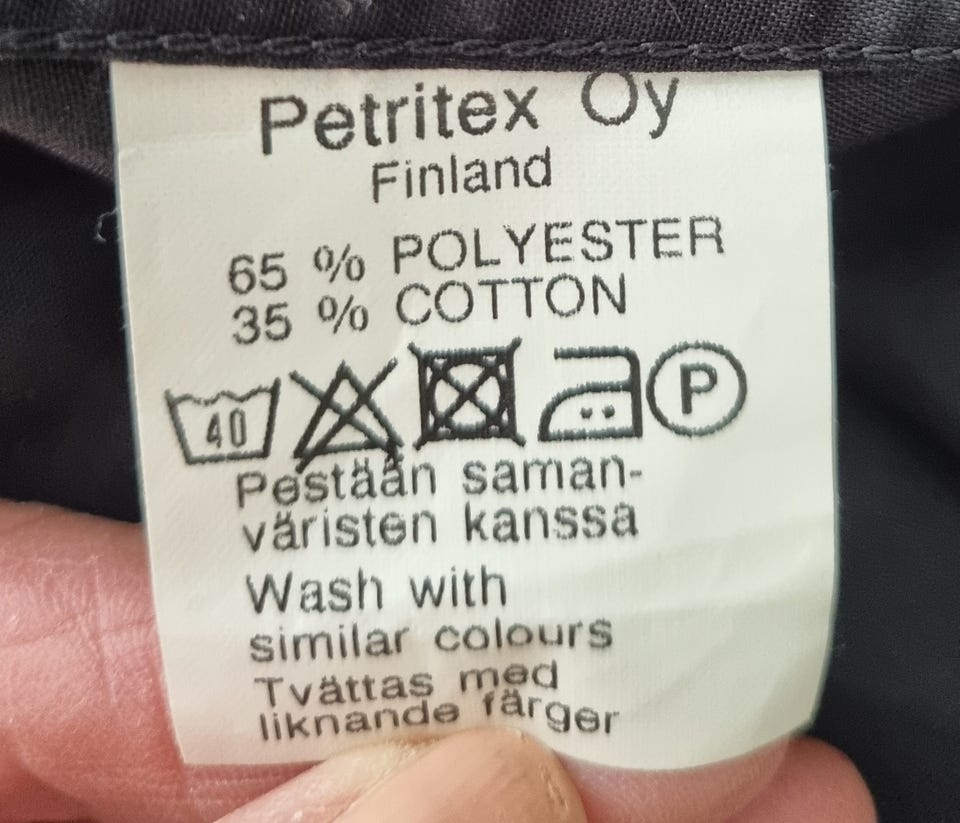 Petritex Oy
Finland
65 % POLYESTER
35 % COTTON
40 P
Pestään saman-
väristen kanssa
Wash with
similar colours
Tvättas med
liknande färger